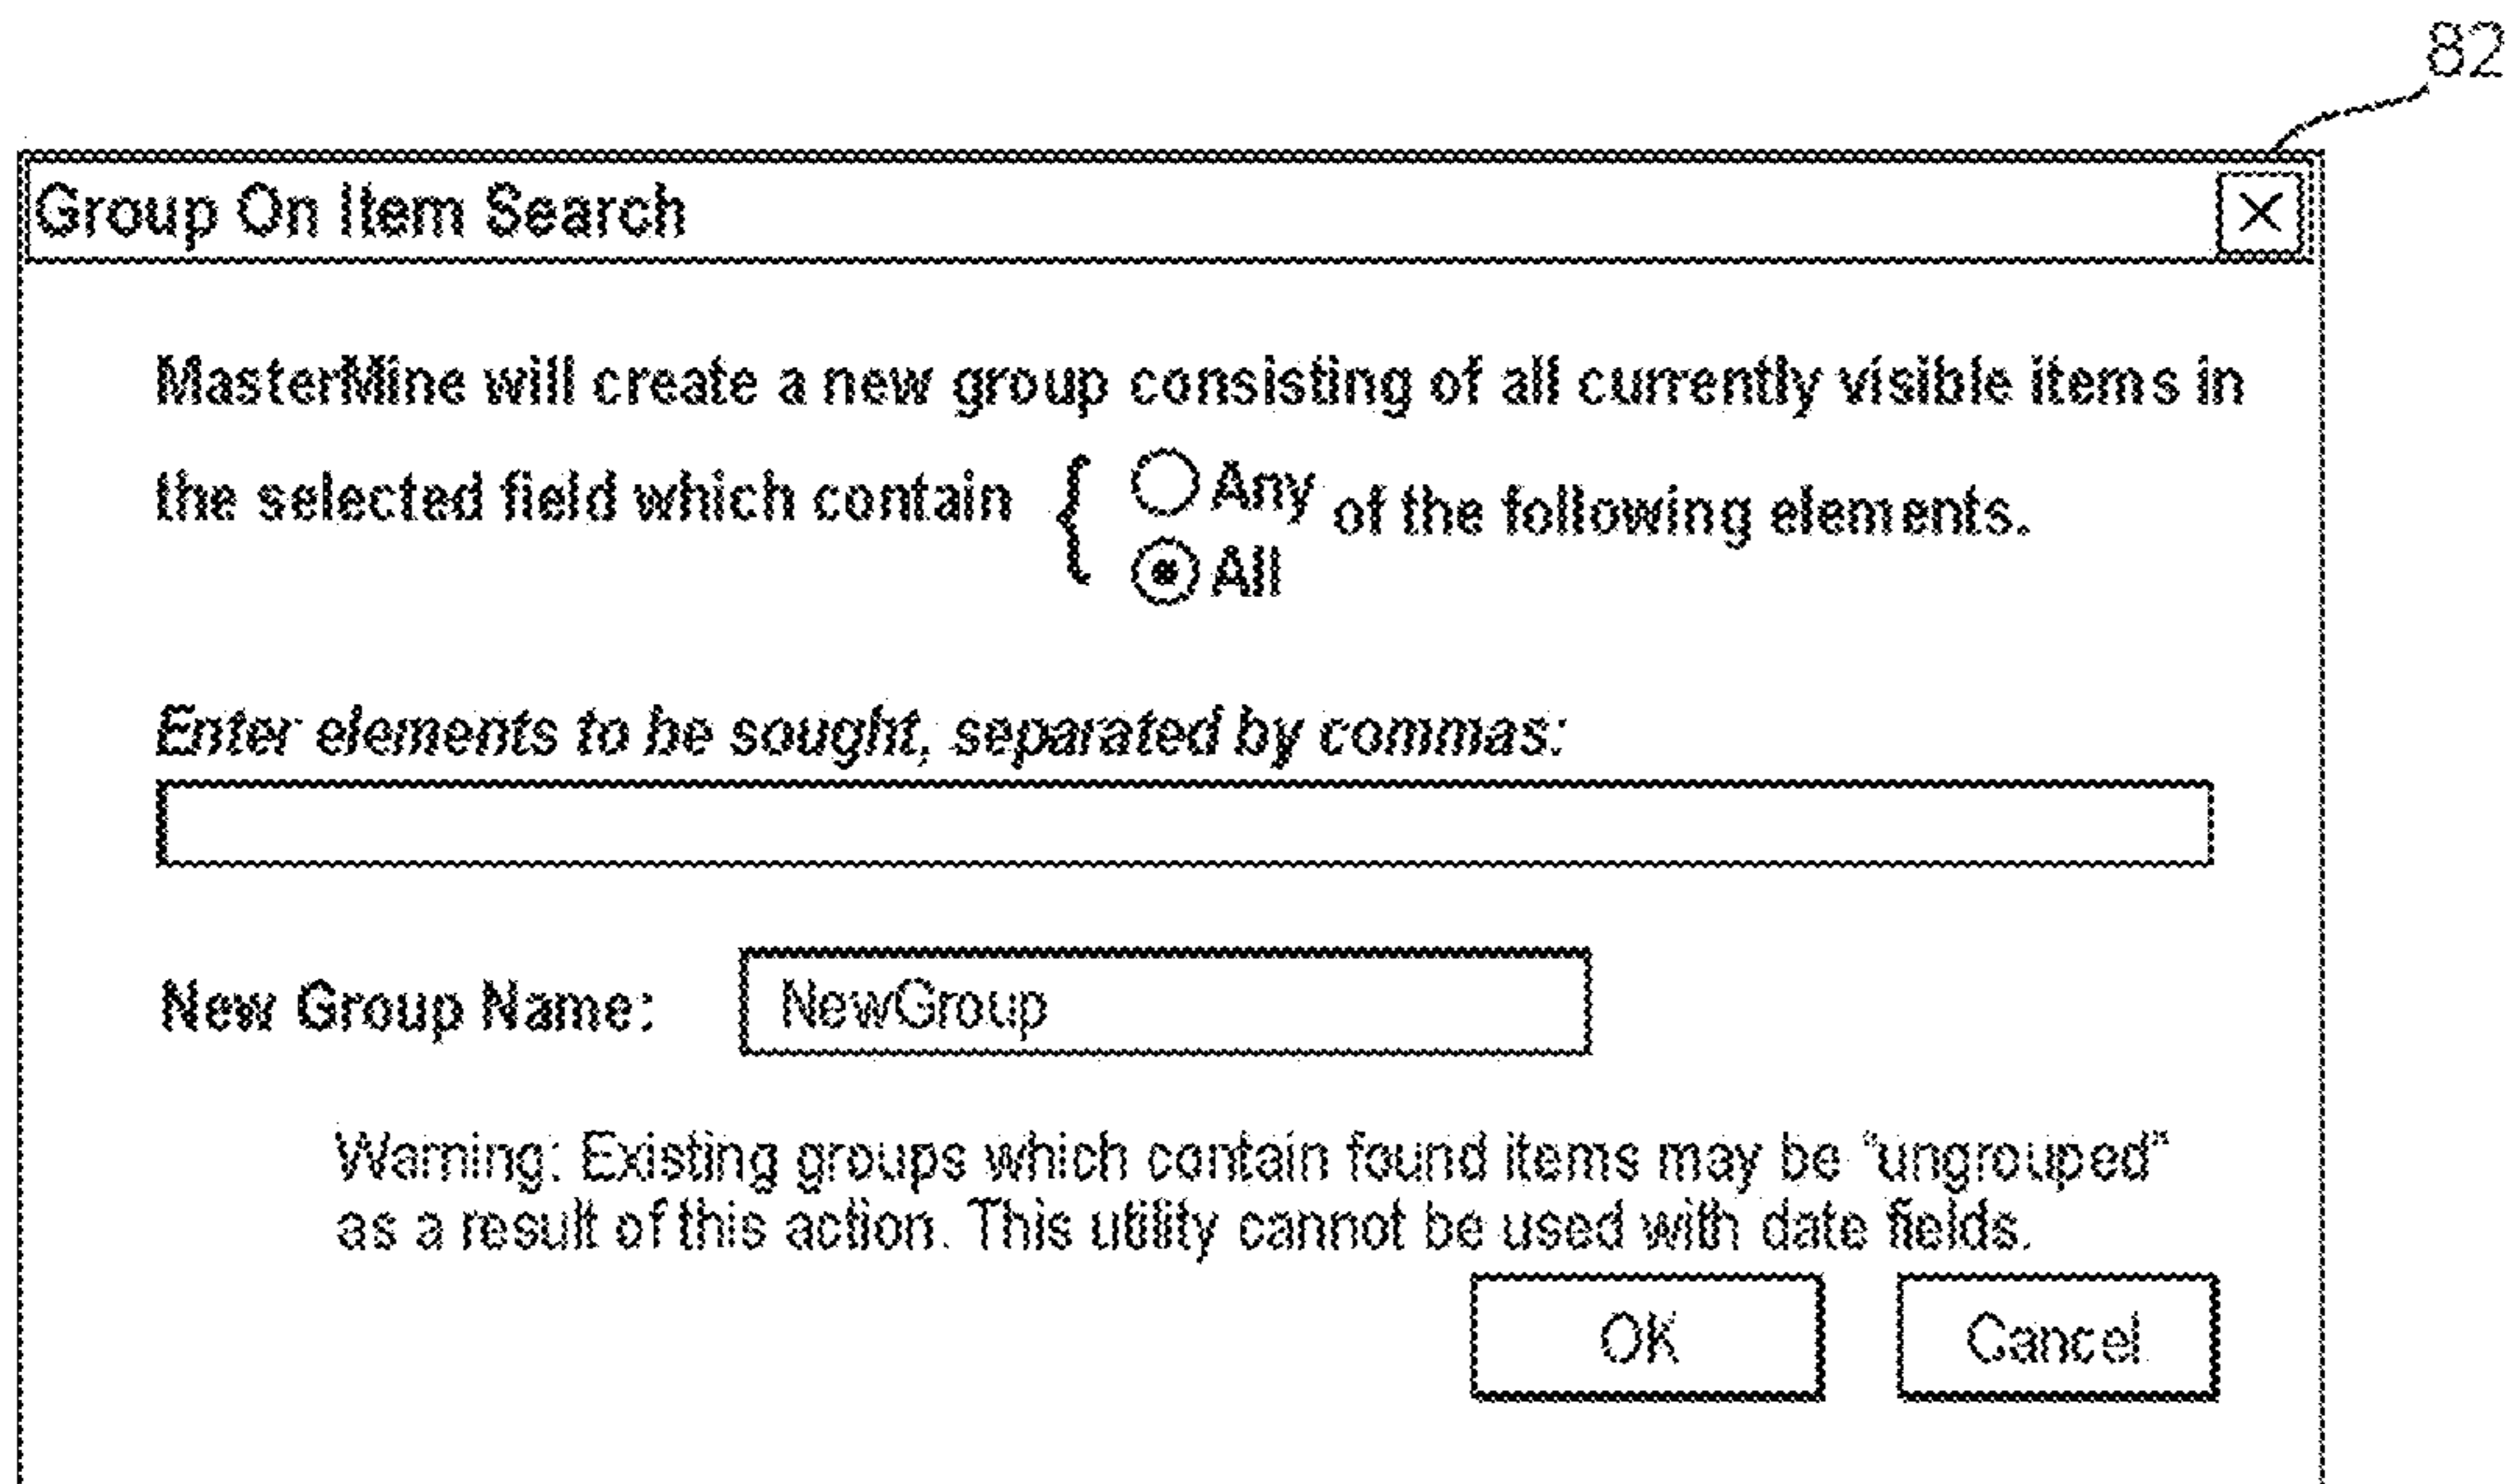 82
Group On Item Search
MasterMine will create a new group consisting of all currently visible items in
the selected field which contain { Any of the following elements.
All
Enter elements to be sought, separated by commas:
New Group Name: NewGroup
Warning: Existing groups which contain found items may be "ungrouped"
as a result of this action. This utility cannot be used with date fields.
OK Cancel